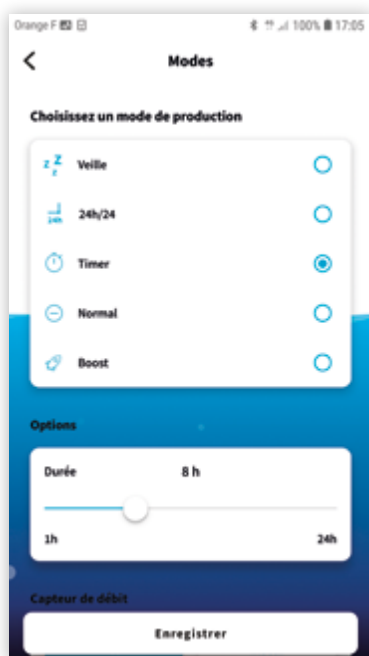 Orange F
100% 17:05
Modes
Choisissez un mode de production
z z z Veille
24h 24h/24
Timer
Normal
Boost
Options
Durée 8 h
1h 24h
Capteur de débit
Enregistrer